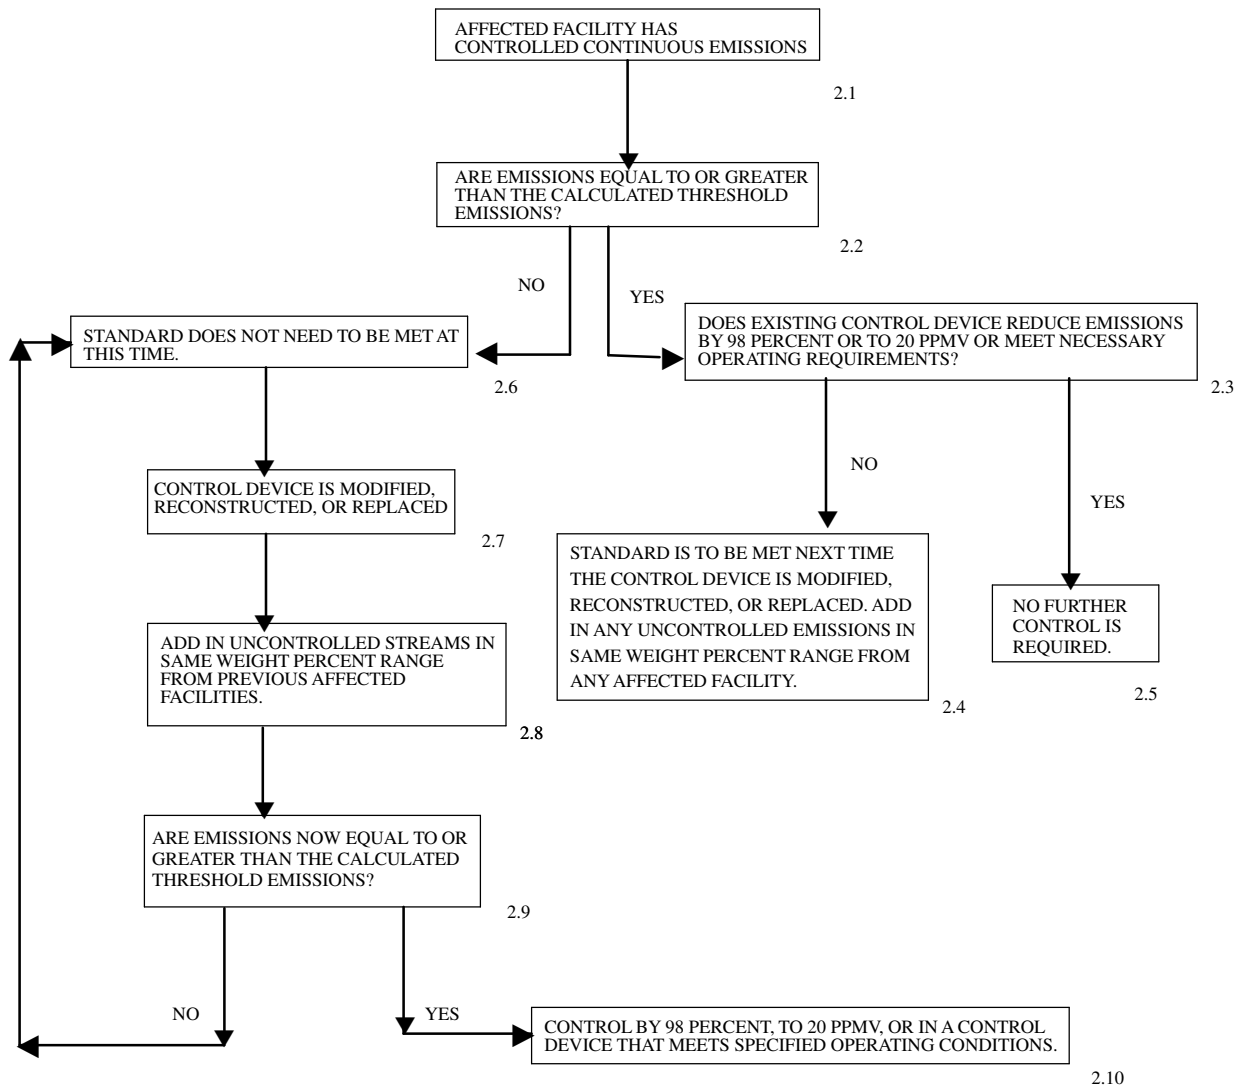 AFFECTED FACILITY HAS
CONTROLLED CONTINUOUS EMISSIONS
2.1
ARE EMISSIONS EQUAL TO OR GREATER
THAN THE CALCULATED THRESHOLD
EMISSIONS?
2.2
NO
YES
STANDARD DOES NOT NEED TO BE MET AT
THIS TIME.
2.6
DOES EXISTING CONTROL DEVICE REDUCE EMISSIONS
BY 98 PERCENT OR TO 20 PPMV OR MEET NECESSARY
OPERATING REQUIREMENTS?
2.3
NO
YES
CONTROL DEVICE IS MODIFIED,
RECONSTRUCTED, OR REPLACED
2.7
STANDARD IS TO BE MET NEXT TIME
THE CONTROL DEVICE IS MODIFIED,
RECONSTRUCTED, OR REPLACED. ADD
IN ANY UNCONTROLLED EMISSIONS IN
SAME WEIGHT PERCENT RANGE FROM
ANY AFFECTED FACILITY.
2.4
NO FURTHER
CONTROL IS
REQUIRED.
2.5
ADD IN UNCONTROLLED STREAMS IN
SAME WEIGHT PERCENT RANGE
FROM PREVIOUS AFFECTED
FACILITIES.
2.8
ARE EMISSIONS NOW EQUAL TO OR
GREATER THAN THE CALCULATED
THRESHOLD EMISSIONS?
2.9
NO
YES
CONTROL BY 98 PERCENT, TO 20 PPMV, OR IN A CONTROL
DEVICE THAT MEETS SPECIFIED OPERATING CONDITIONS.
2.10